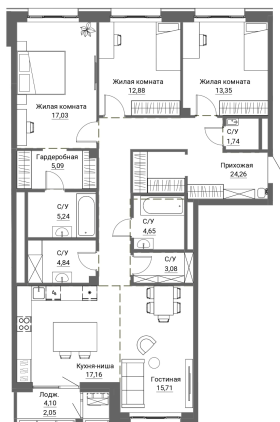 Жилая комната
12,88
Жилая комната
13,35
Жилая комната
17,03
С/У
1,74
Гардеробная
5,09
Прихожая
24,26
С/У
5,24
С/У
4,65
С/У
4,84
С/У
3,08
Кухня-ниша
17,16
Гостиная
15,71
Лодж.
4,10
2,05